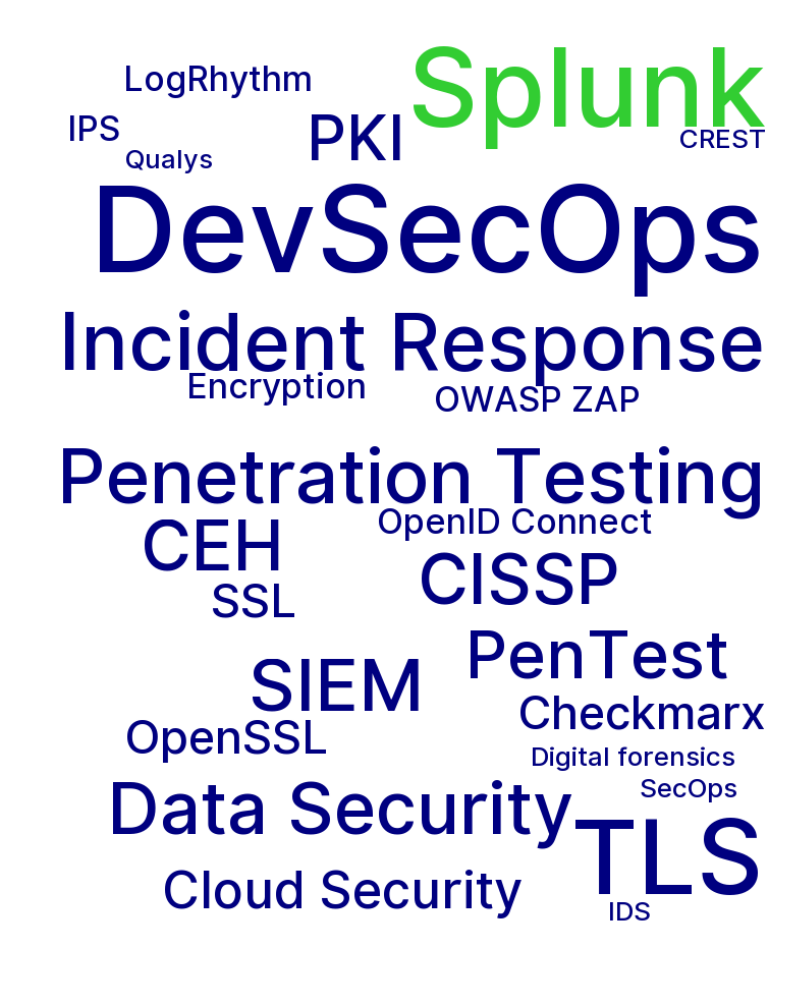 Splunk
LogRhythm
IPS
PKI
CREST
Qualys
DevSecOps
Incident Response
Encryption
OWASP ZAP
Penetration Testing
OpenID Connect
CEH
CISSP
SSL
PenTest
SIEM
Checkmarx
OpenSSL
Digital forensics
SecOps
Data Security
TLS
Cloud Security
IDS